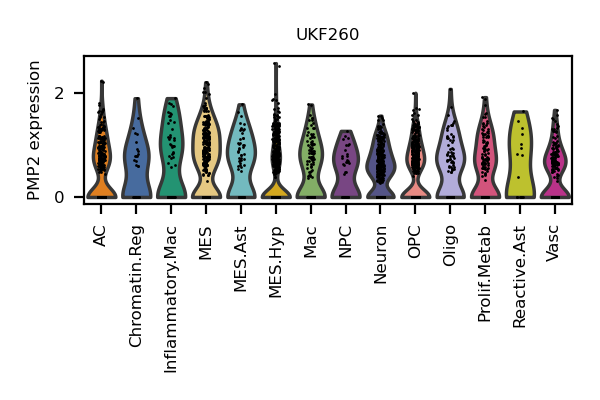 UKF260
PMP2 expression
2
0
AC
Chromatin.Reg
Inflammatory.Mac
MES
MES.Ast
MES.Hyp
Mac
NPC
Neuron
OPC
Oligo
Prolif.Metab
Reactive.Ast
Vasc